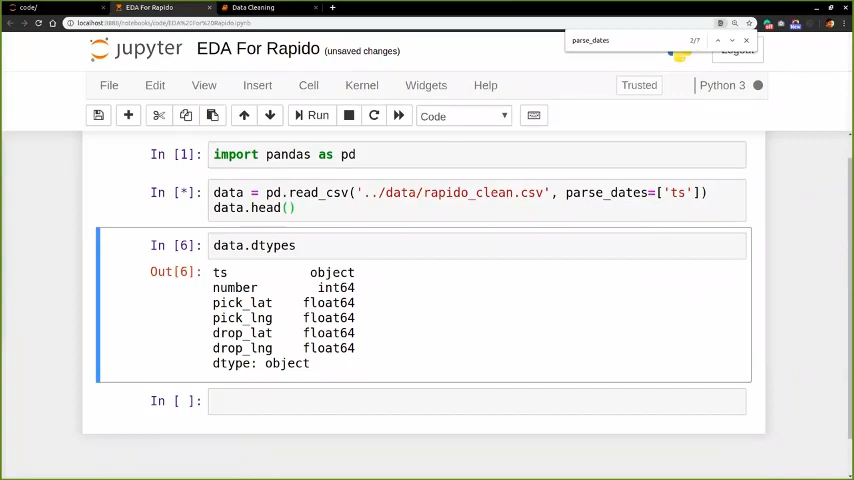 code/
EDA For Rapido
Data Cleaning
localhost:8888/notebooks/code/EDA%20For%20Rapido.ipynb
parse_dates 2/7
jupyter EDA For Rapido (unsaved changes)
Logout
File Edit View Insert Cell Kernel Widgets Help Trusted Python 3
Run Code
In [1]: import pandas as pd
In [*]: data = pd.read_csv('../data/rapido_clean.csv', parse_dates=['ts'])
data.head()
In [6]: data.dtypes
Out[6]: ts object
number int64
pick_lat float64
pick_lng float64
drop_lat float64
drop_lng float64
dtype: object
In [ ]: